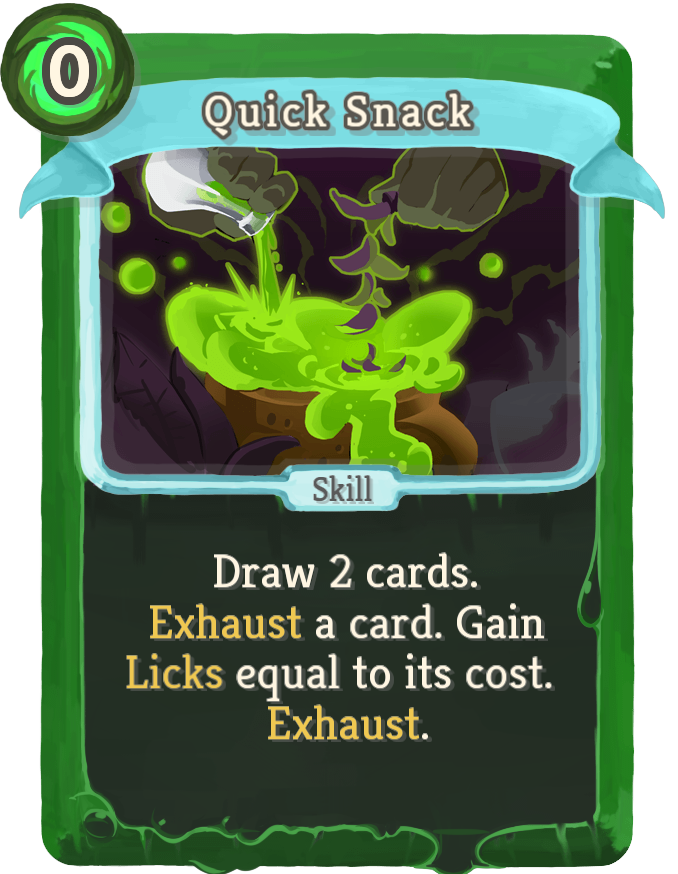 0
Quick Snack
Skill
Draw 2 cards.
Exhaust a card. Gain
Licks equal to its cost.
Exhaust.